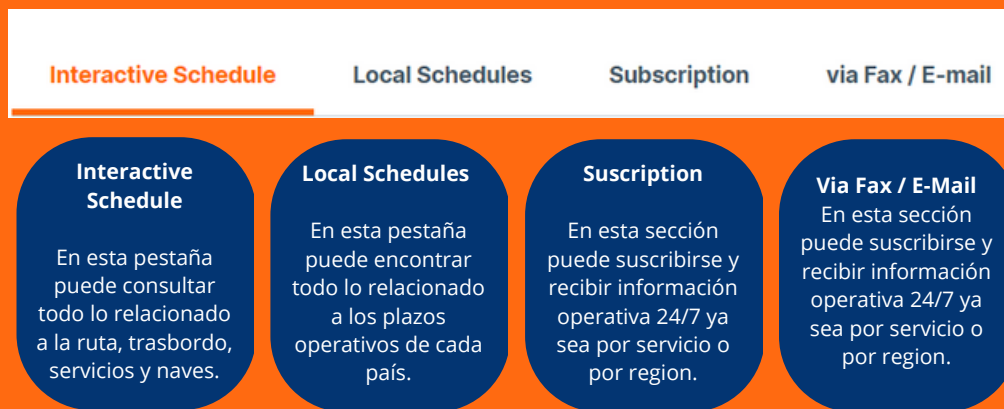 Interactive Schedule
Local Schedules
Subscription
via Fax / E-mail
Interactive
Schedule
En esta pestaña
puede consultar
todo lo relacionado
a la ruta, trasbordo,
servicios y naves.
Local Schedules
En esta pestaña
puede encontrar
todo lo relacionado
a los plazos
operativos de cada
país.
Suscription
En esta sección
puede suscribirse y
recibir información
operativa 24/7 ya
sea por servicio o
por region.
Via Fax / E-Mail
En esta sección
puede suscribirse y
recibir información
operativa 24/7 ya
sea por servicio o
por region.